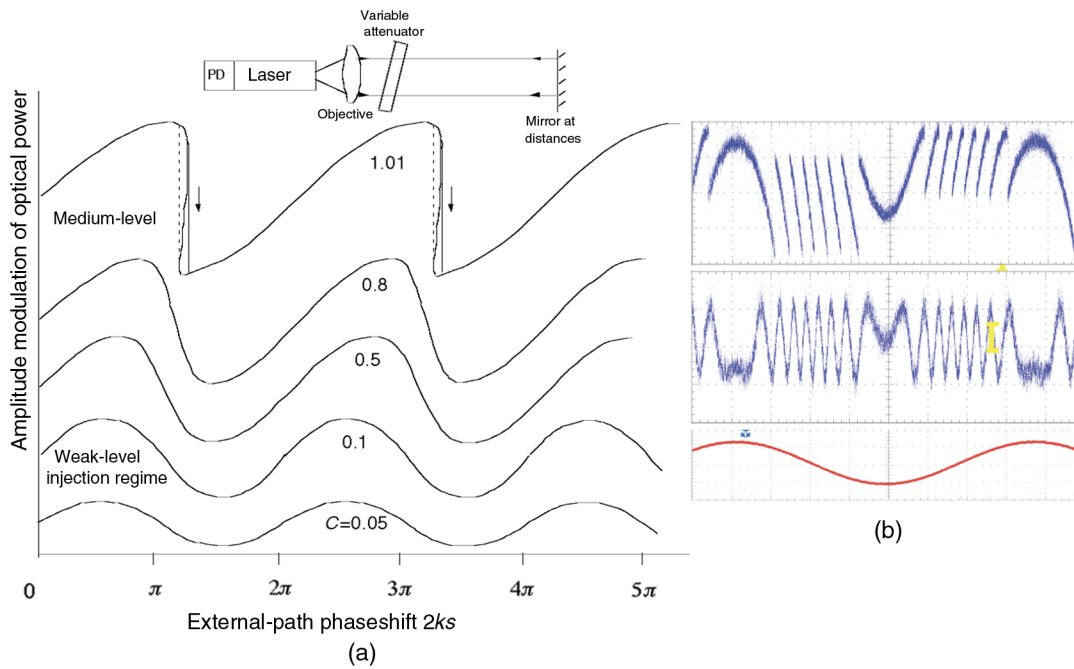 Variable
attenuator
PD
Laser
Objective
Mirror at
distances
Amplitude modulation of optical power
1.01
Medium-level
0.8
0.5
0.1
Weak-level
injection regime
C=0.05
0
π
2π
3π
4π
5π
External-path phaseshift 2ks
(a)
(b)